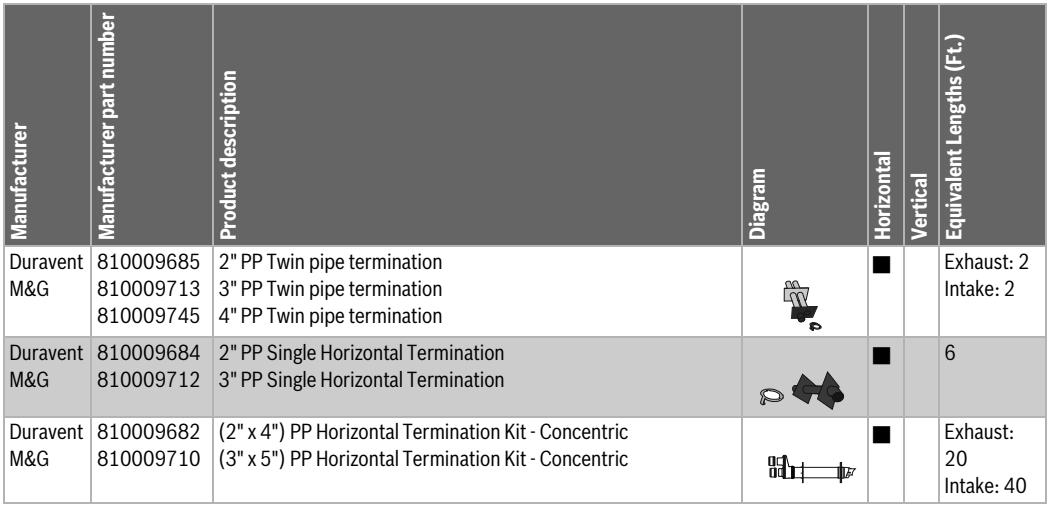 Manufacturer
Manufacturer part number
Product description
Diagram
Horizontal
Vertical
Equivalent Lengths (Ft.)
Duravent 810009685 2" PP Twin pipe termination Exhaust: 2
M&G 810009713 3" PP Twin pipe termination Intake: 2
810009745 4" PP Twin pipe termination
Duravent 810009684 2" PP Single Horizontal Termination 6
M&G 810009712 3" PP Single Horizontal Termination
Duravent 810009682 (2" x 4") PP Horizontal Termination Kit - Concentric Exhaust:
M&G 810009710 (3" x 5") PP Horizontal Termination Kit - Concentric 20
Intake: 40